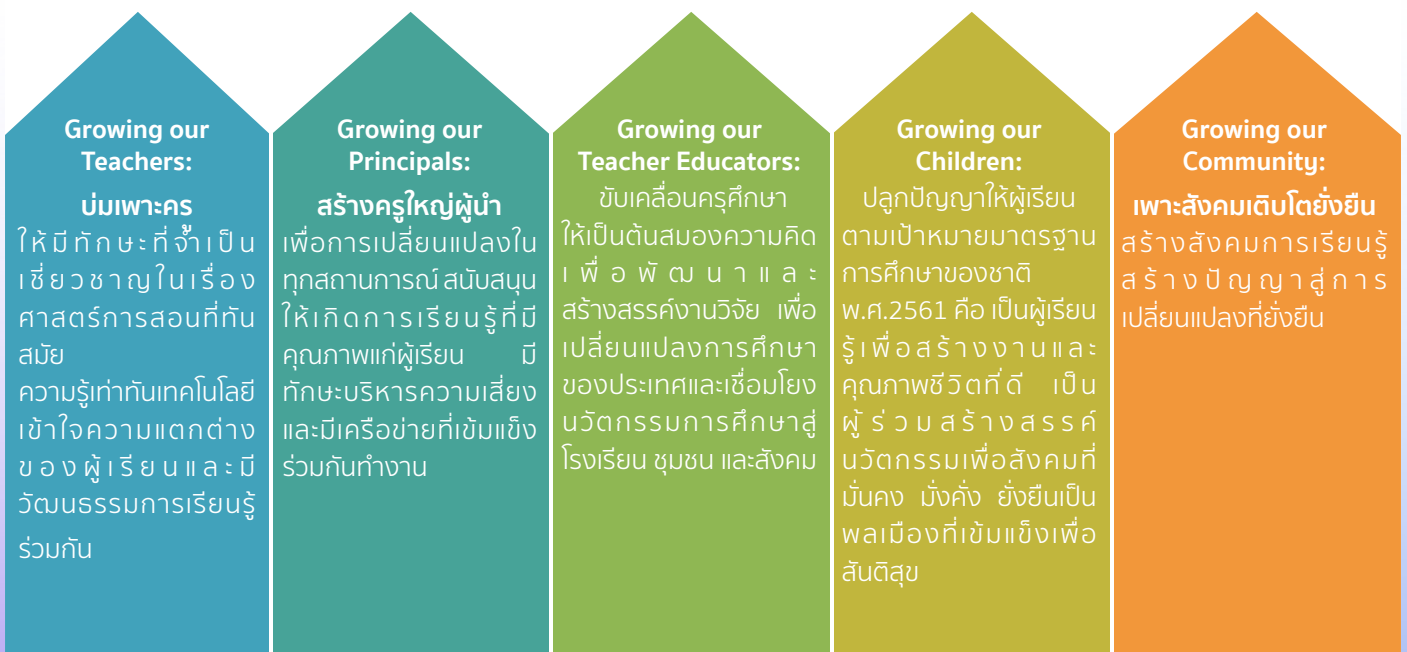 Growing our
Teachers:
บ่มเพาะครู
ให้มีทักษะที่จำเป็น
เชี่ยวชาญในเรื่อง
ศาสตร์การสอนที่ทัน
สมัย
ความรู้เท่าทันเทคโนโลยี
เข้าใจความแตกต่าง
ของผู้เรียนและมี
วัฒนธรรมการเรียนรู้
ร่วมกัน
Growing our
Principals:
สร้างครูใหญ่ผู้นำ
เพื่อการเปลี่ยนแปลงใน
ทุกสถานการณ์ สนับสนุน
ให้เกิดการเรียนรู้ที่มี
คุณภาพแก่ผู้เรียน มี
ทักษะบริหารความเสี่ยง
และมีเครือข่ายที่เข้มแข็ง
ร่วมกันทำงาน
Growing our
Teacher Educators:
ขับเคลื่อนครุศึกษา
ให้เป็นต้นสมองความคิด
เพื่อพัฒนาและ
สร้างสรรค์งานวิจัย เพื่อ
เปลี่ยนแปลงการศึกษา
ของประเทศและเชื่อมโยง
นวัตกรรมการศึกษาสู่
โรงเรียน ชุมชน และสังคม
Growing our
Children:
ปลูกปัญญาให้ผู้เรียน
ตามเป้าหมายมาตรฐาน
การศึกษาของชาติ
พ.ศ.2561 คือ เป็นผู้เรียน
รู้เพื่อสร้างงานและ
คุณภาพชีวิตที่ดี เป็น
ผู้ร่วมสร้างสรรค์
นวัตกรรมเพื่อสังคมที่
มั่นคง มั่งคั่ง ยั่งยืนเป็น
พลเมืองที่เข้มแข็งเพื่อ
สันติสุข
Growing our
Community:
เพาะสังคมเติบโตยั่งยืน
สร้างสังคมการเรียนรู้
สร้างปัญญาสู่การ
เปลี่ยนแปลงที่ยั่งยืน